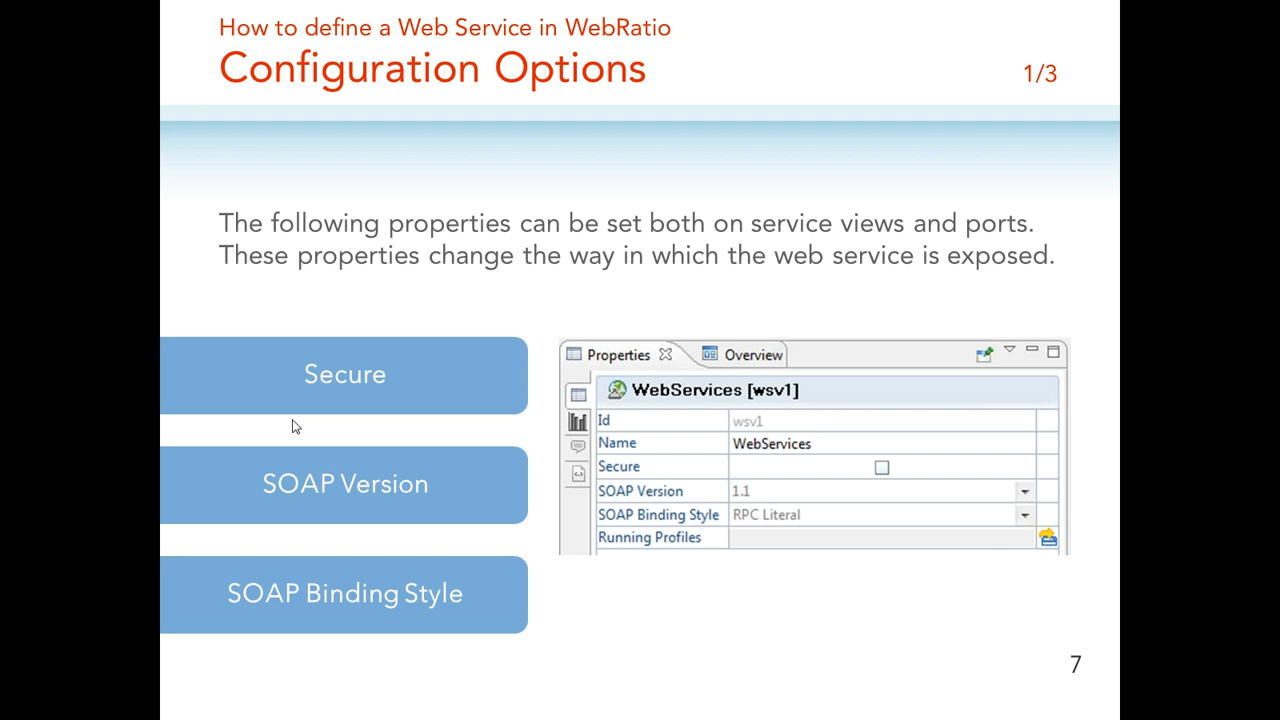 How to define a Web Service in WebRatio
Configuration Options
1/3
The following properties can be set both on service views and ports.
These properties change the way in which the web service is exposed.
Secure
SOAP Version
SOAP Binding Style
Properties Overview
WebServices [wsv1]
Id wsv1
Name WebServices
Secure
SOAP Version 1.1
SOAP Binding Style RPC Literal
Running Profiles
7